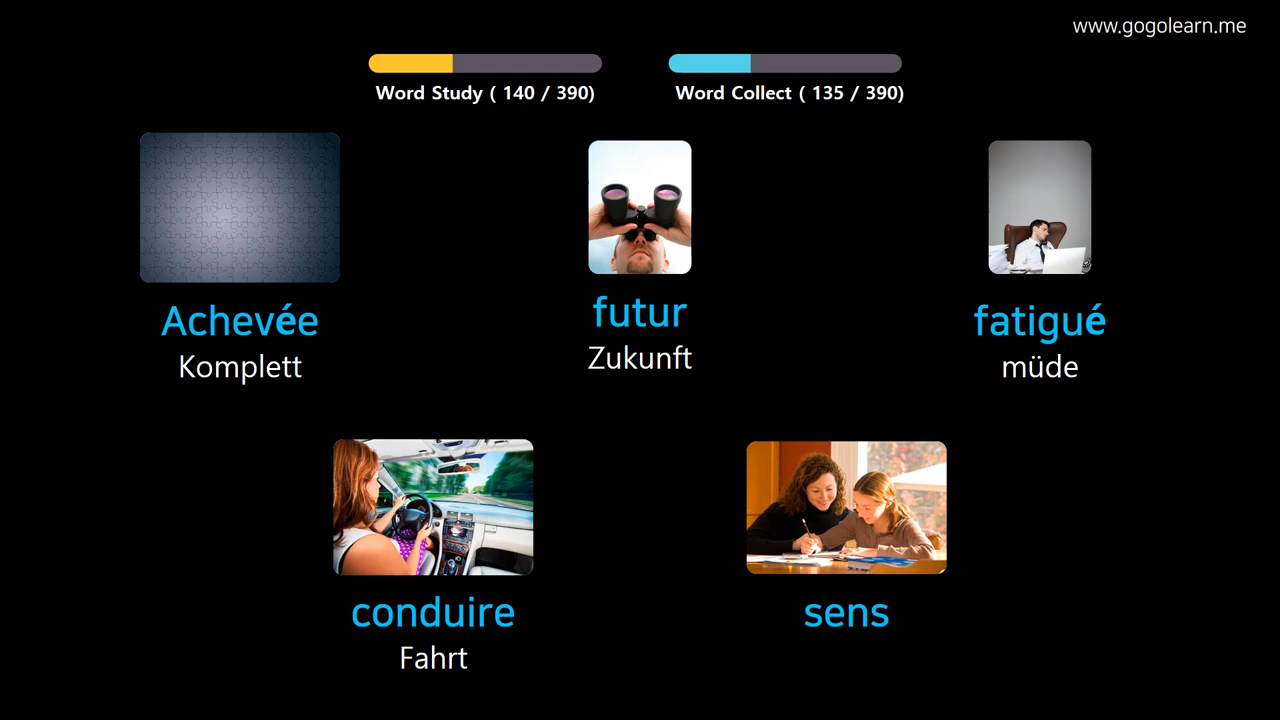 www.gogolearn.me
Word Study ( 140 / 390)
Word Collect ( 135 / 390)
Achevée
Komplett
futur
Zukunft
fatigué
müde
conduire
Fahrt
sens